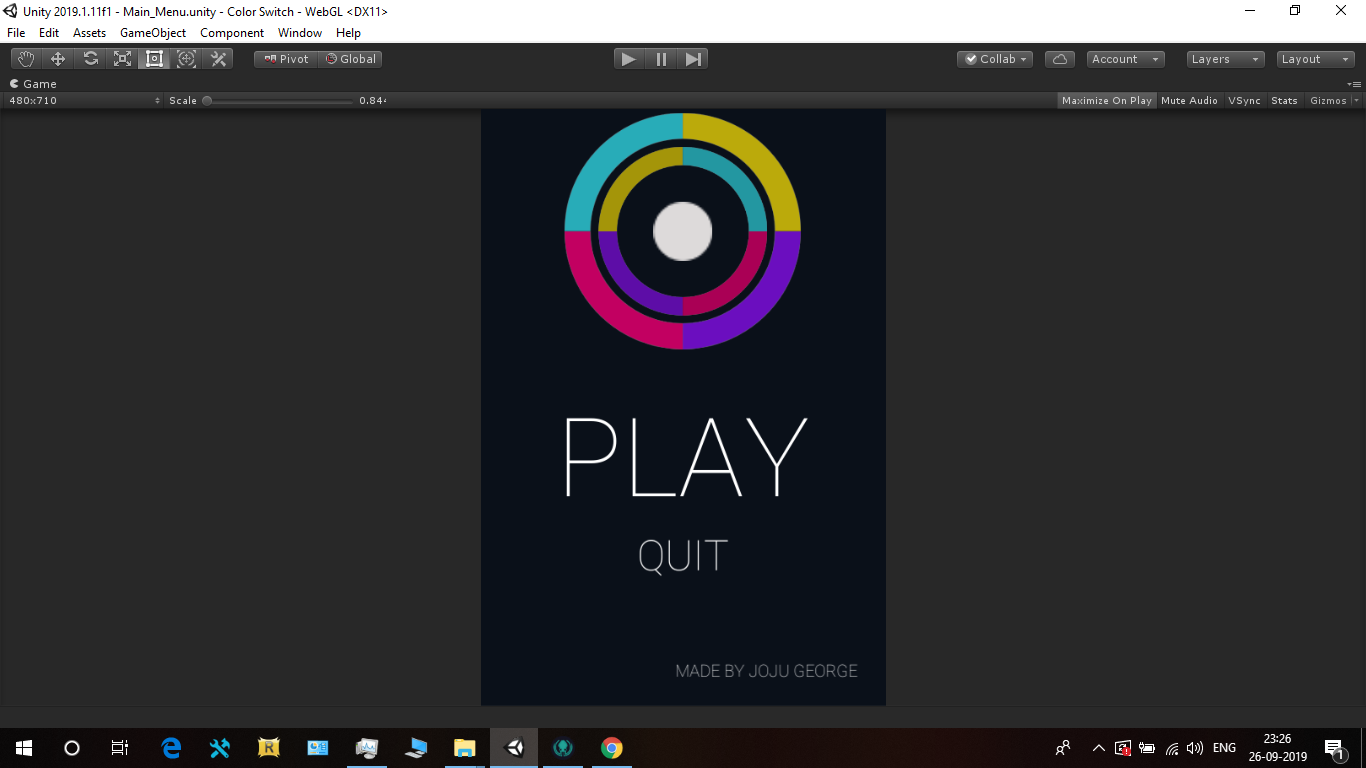 Unity 2019.1.11f1 - Main_Menu.unity - Color Switch - WebGL <DX11>
File Edit Assets GameObject Component Window Help
Pivot Global Collab Account Layers Layout
Game
480x710 Scale 0.844 Maximize On Play Mute Audio VSync Stats Gizmos
PLAY
QUIT
MADE BY JOJU GEORGE
R ENG 23:26
26-09-2019 1